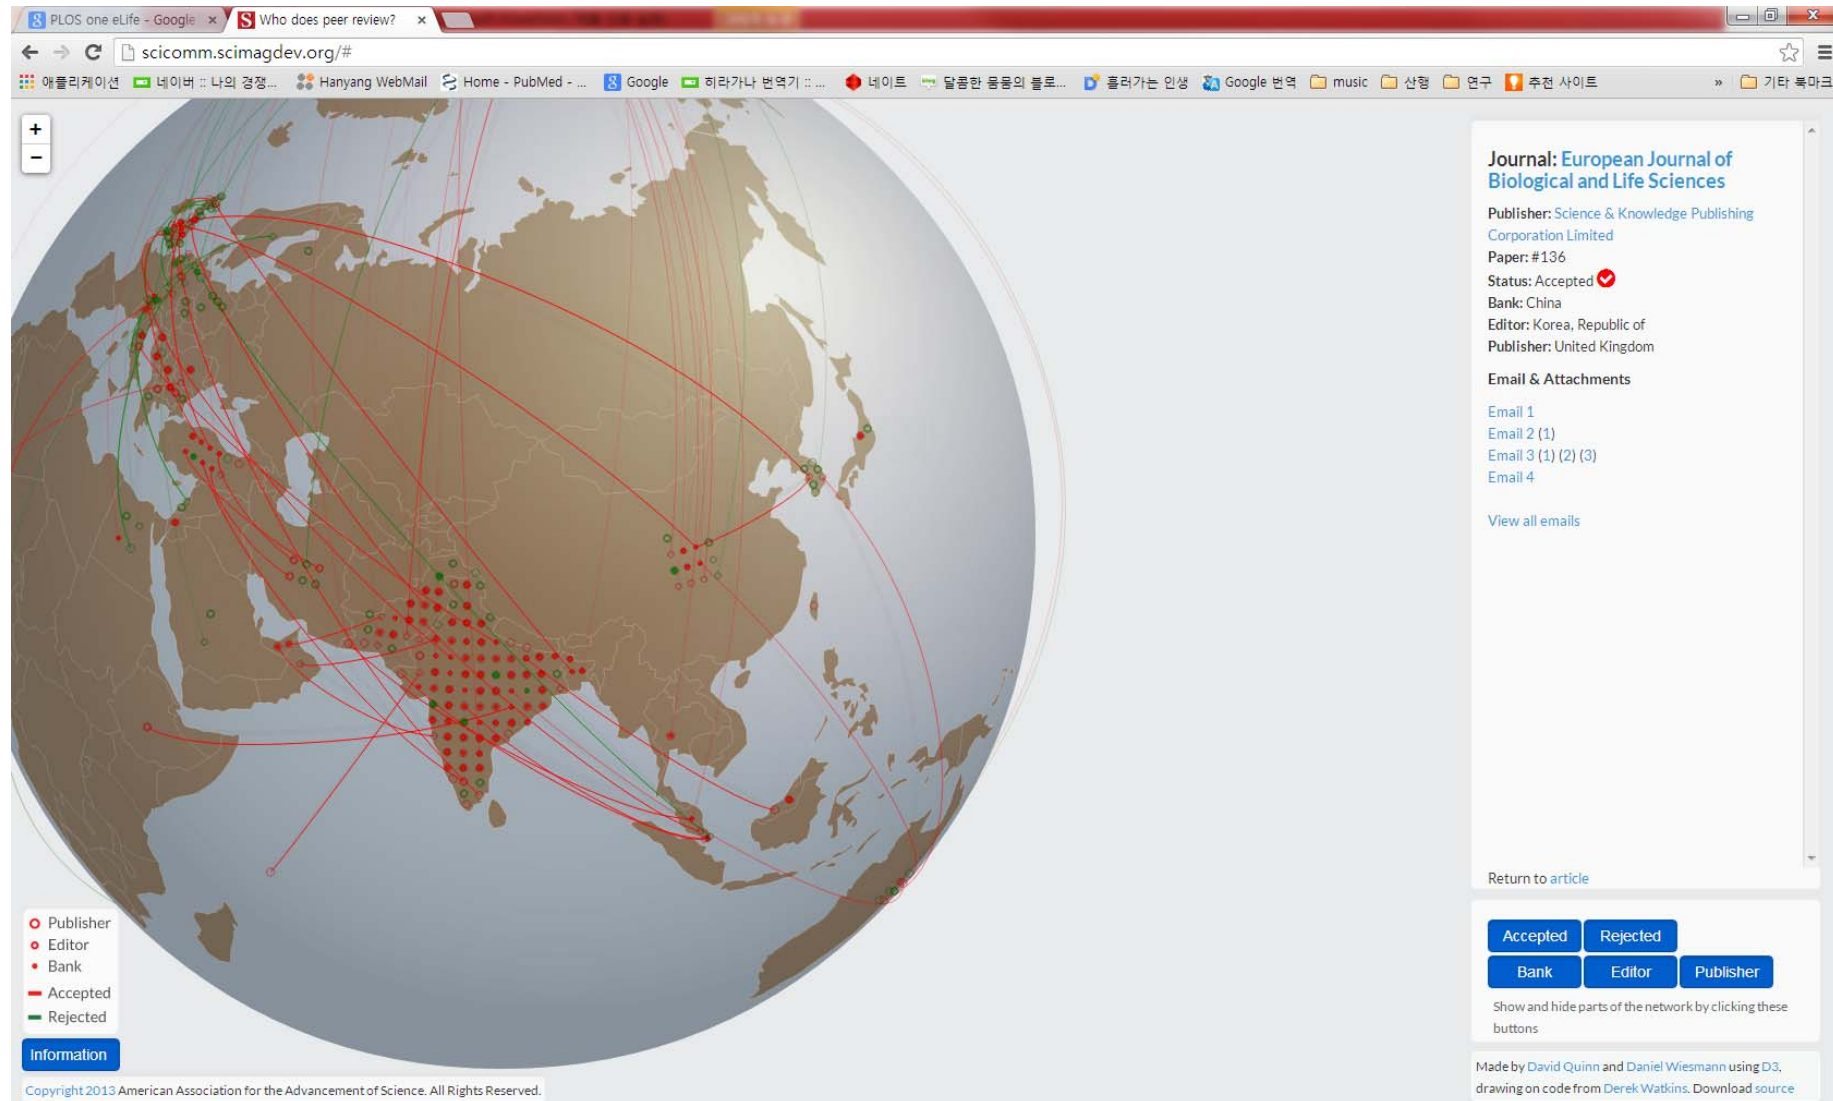 PLOS one eLife - Google
Who does peer review?
scicomm.scimagdev.org/#
애플리케이션
네이버 :: 나의 경쟁...
Hanyang WebMail
Home - PubMed - ...
Google
히라가나 번역기 :: ...
네이트
달콤한 뭉뭉의 블로...
흘러가는 인생
Google 번역
music
산행
연구
추천 사이트
»
기타 북마크
+
−
Journal: European Journal of
Biological and Life Sciences
Publisher: Science & Knowledge Publishing
Corporation Limited
Paper: #136
Status: Accepted
Bank: China
Editor: Korea, Republic of
Publisher: United Kingdom
Email & Attachments
Email 1
Email 2 (1)
Email 3 (1) (2) (3)
Email 4
View all emails
Return to article
Publisher
Editor
Bank
Accepted
Rejected
Information
Accepted Rejected
Bank Editor Publisher
Show and hide parts of the network by clicking these
buttons
Made by David Quinn and Daniel Wiesmann using D3,
drawing on code from Derek Watkins. Download source
Copyright 2013 American Association for the Advancement of Science. All Rights Reserved.